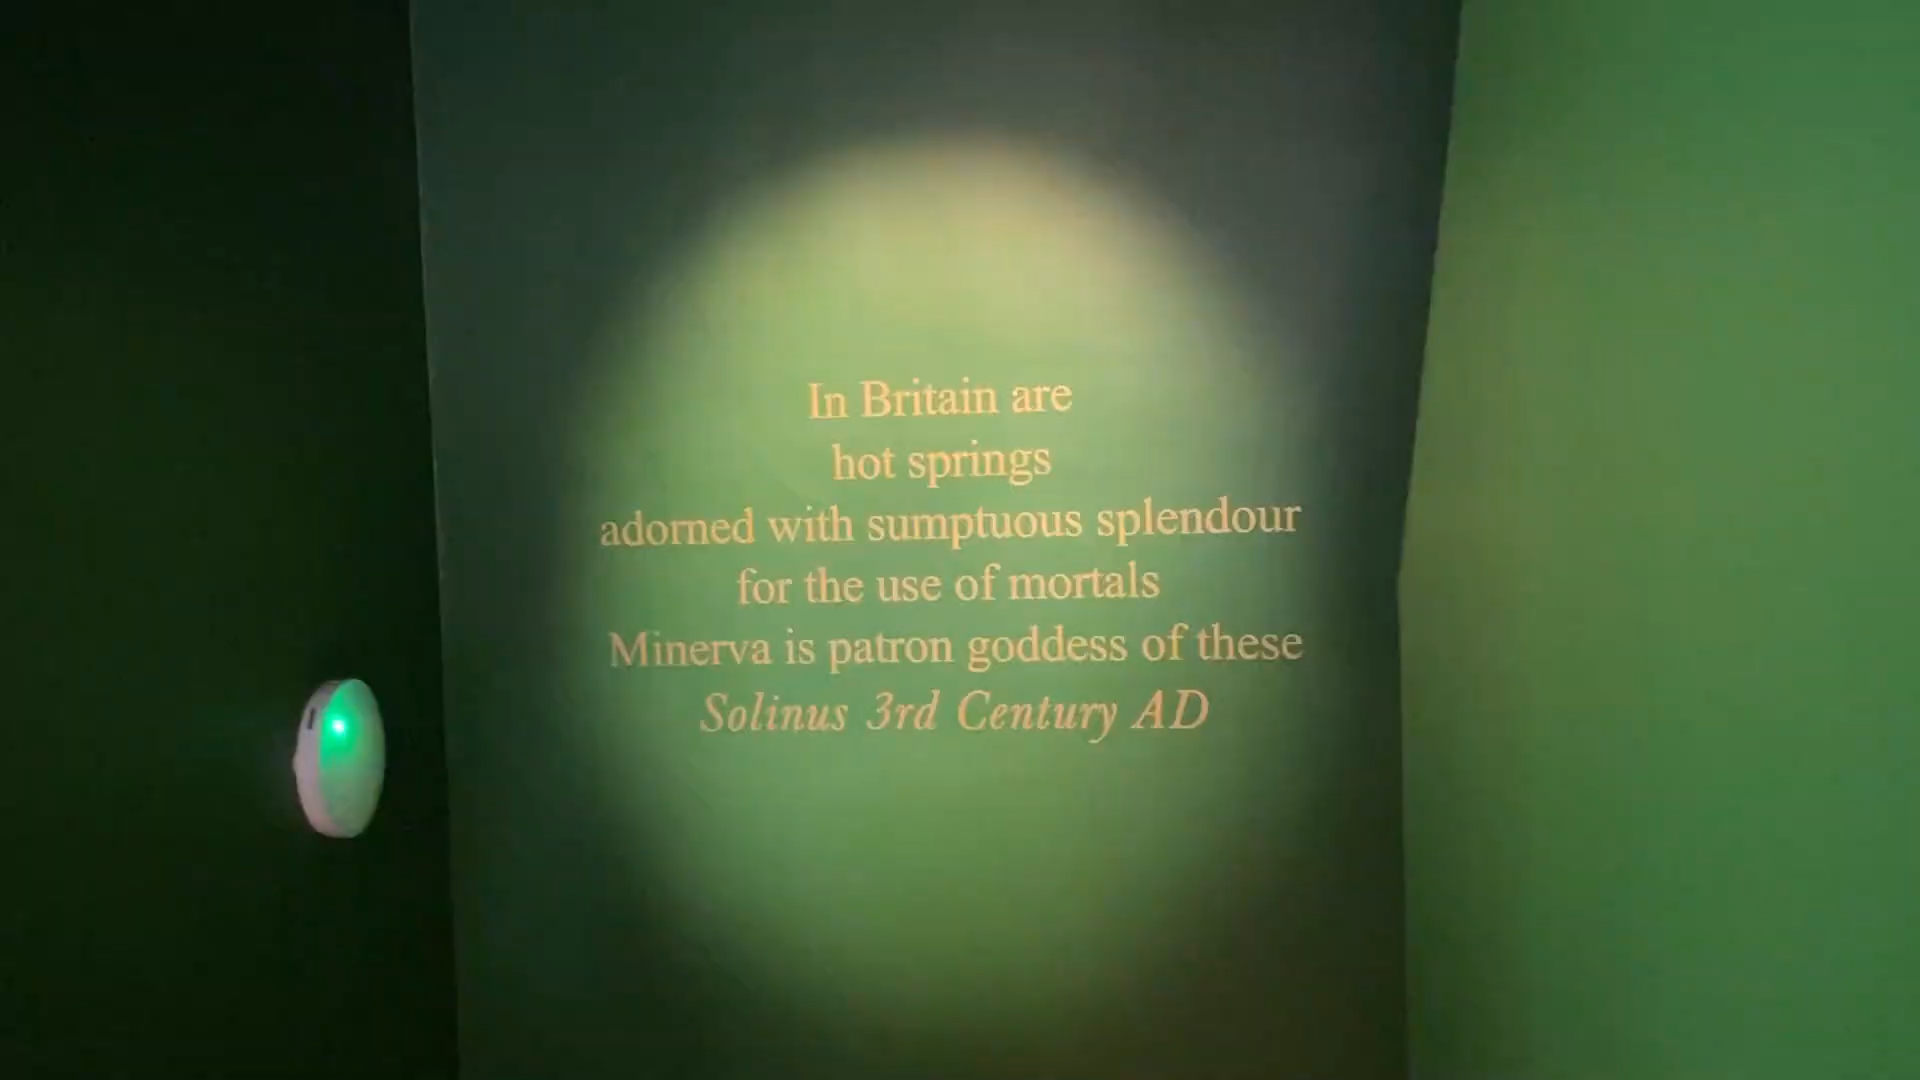 In Britain are
hot springs
adorned with sumptuous splendour
for the use of mortals
Minerva is patron goddess of these
Solinus 3rd Century AD